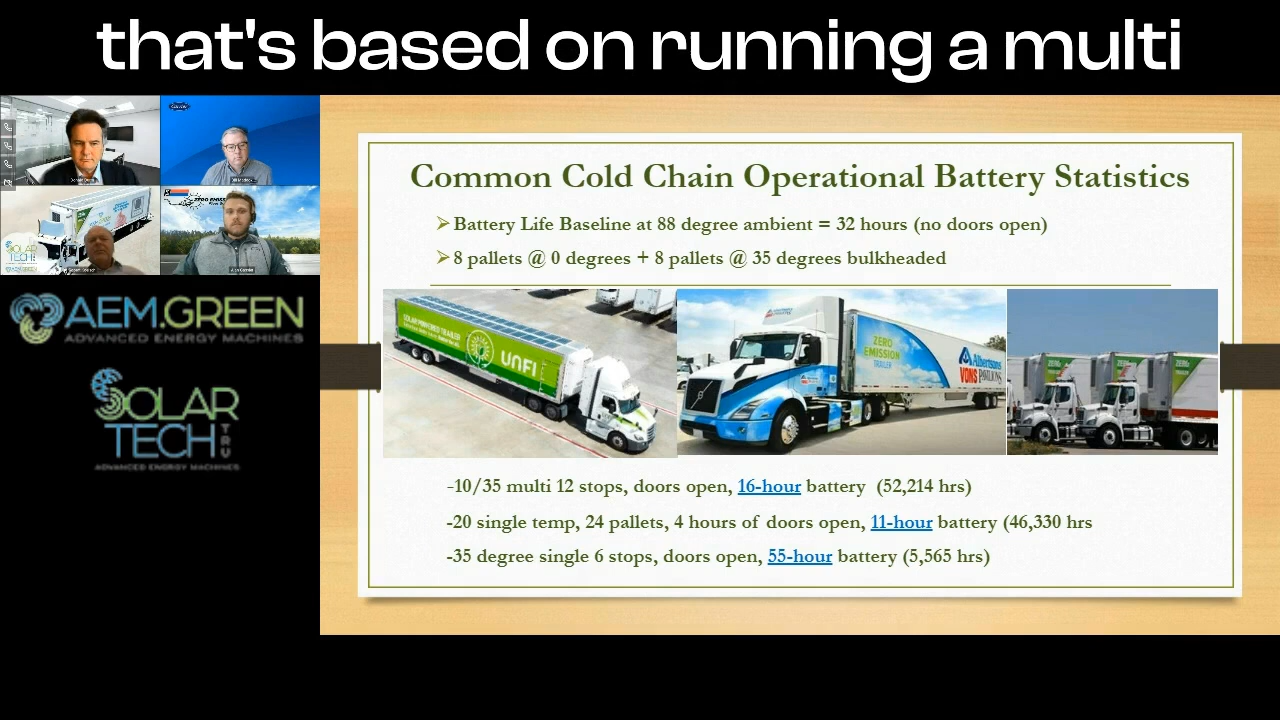 that's based on running a multi
Common Cold Chain Operational Battery Statistics
Battery Life Baseline at 88 degree ambient = 32 hours (no doors open)
8 pallets @ 0 degrees + 8 pallets @ 35 degrees bulkheaded
SOLAR POWERED TRAILER
UNFI
ZERO
EMISSION
TRAILER
Albertsons
VONS PAVILIONS
-10/35 multi 12 stops, doors open, 16-hour battery (52,214 hrs)
-20 single temp, 24 pallets, 4 hours of doors open, 11-hour battery (46,330 hrs
-35 degree single 6 stops, doors open, 55-hour battery (5,565 hrs)
AEM.GREEN
ADVANCED ENERGY MACHINES
SOLAR
TECH
TRU
ADVANCED ENERGY MACHINES